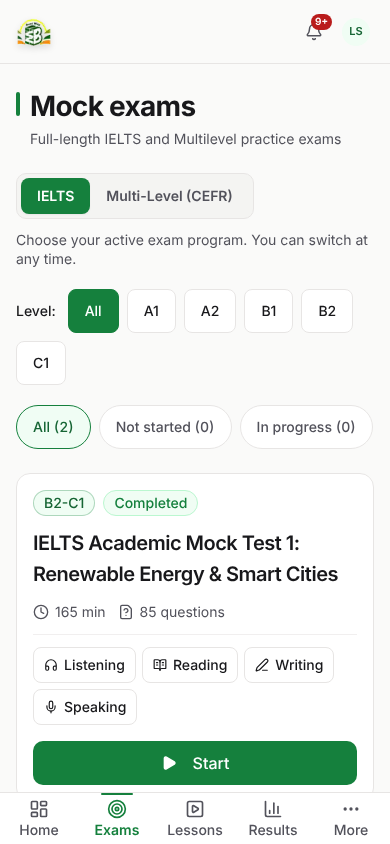 9+
LS
Mock exams
Full-length IELTS and Multilevel practice exams
IELTS
Multi-Level (CEFR)
Choose your active exam program. You can switch at
any time.
Level:
All
A1
A2
B1
B2
C1
All (2)
Not started (0)
In progress (0)
B2-C1
Completed
IELTS Academic Mock Test 1:
Renewable Energy & Smart Cities
165 min
85 questions
Listening
Reading
Writing
Speaking
Start
Home
Exams
Lessons
Results
More